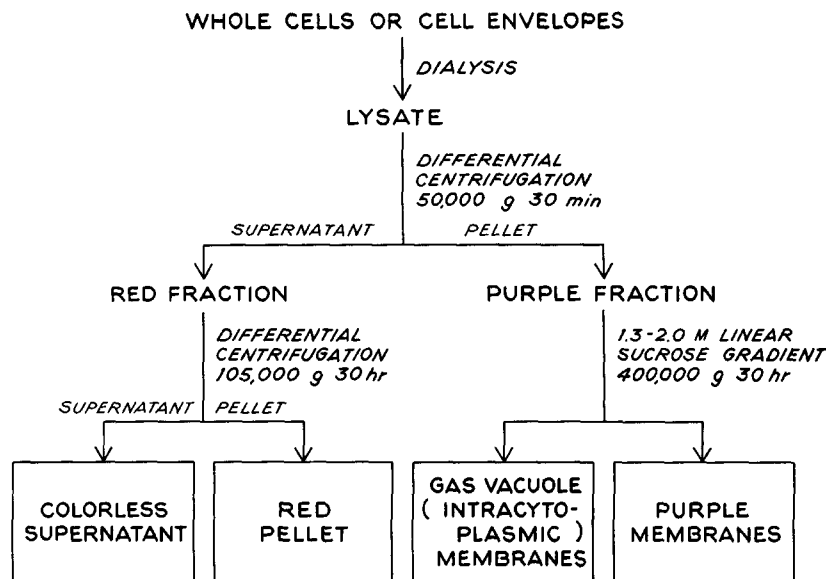 WHOLE CELLS OR CELL ENVELOPES
DIALYSIS
LYSATE
DIFFERENTIAL
CENTRIFUGATION
50,000 g 30 min
SUPERNATANT PELLET
RED FRACTION PURPLE FRACTION
DIFFERENTIAL
CENTRIFUGATION
105,000 g 30 hr
1.3-2.0 M LINEAR
SUCROSE GRADIENT
400,000 g 30 hr
SUPERNATANT PELLET
COLORLESS
SUPERNATANT
RED
PELLET
GAS VACUOLE
( INTRACYTO-
PLASMIC )
MEMBRANES
PURPLE
MEMBRANES